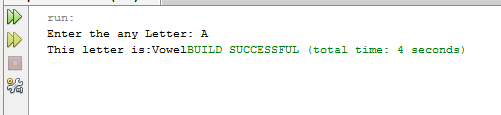 run:
Enter the any Letter: A
This letter is:VowelBUILD SUCCESSFUL (total time: 4 seconds)